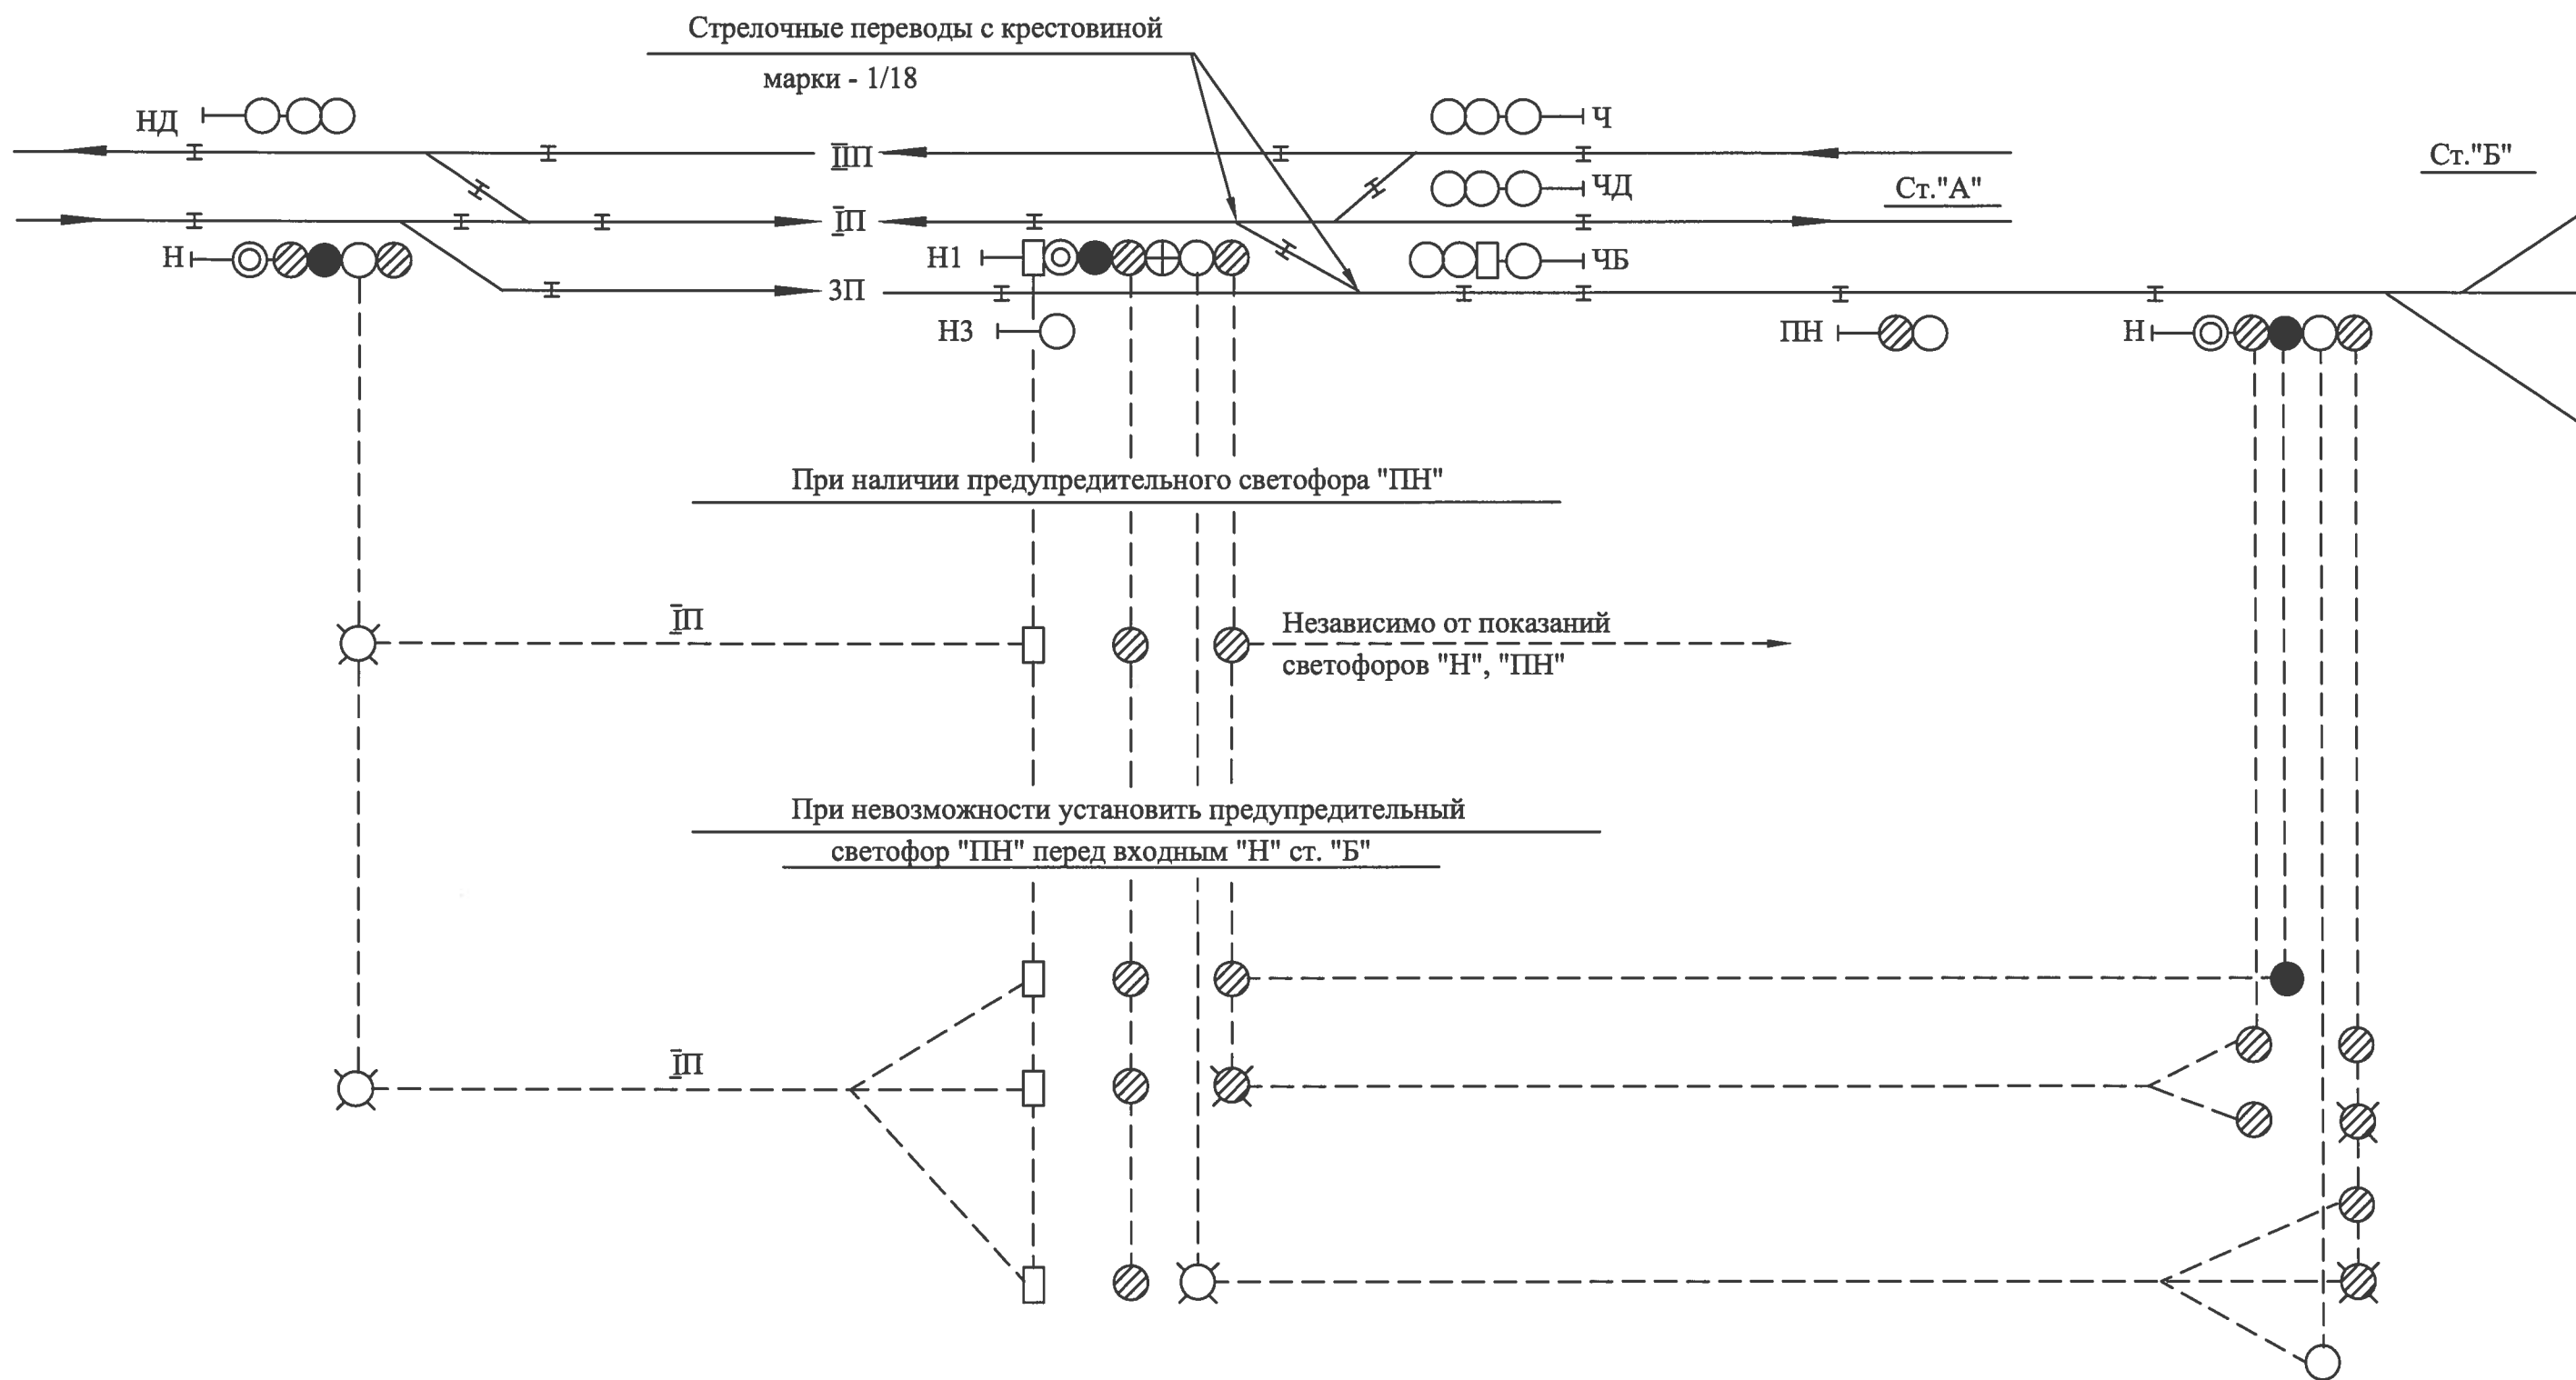 Стрелочные переводы с крестовиной
марки - 1/18
НД
Ч
IIП
Ст."Б"
ЧД
Ст."А"
IП
Н
Н1
ЧБ
3П
Н3
ПН
Н
При наличии предупредительного светофора "ПН"
IП
Независимо от показаний
светофоров "Н", "ПН"
При невозможности установить предупредительный
светофор "ПН" перед входным "Н" ст. "Б"
IП